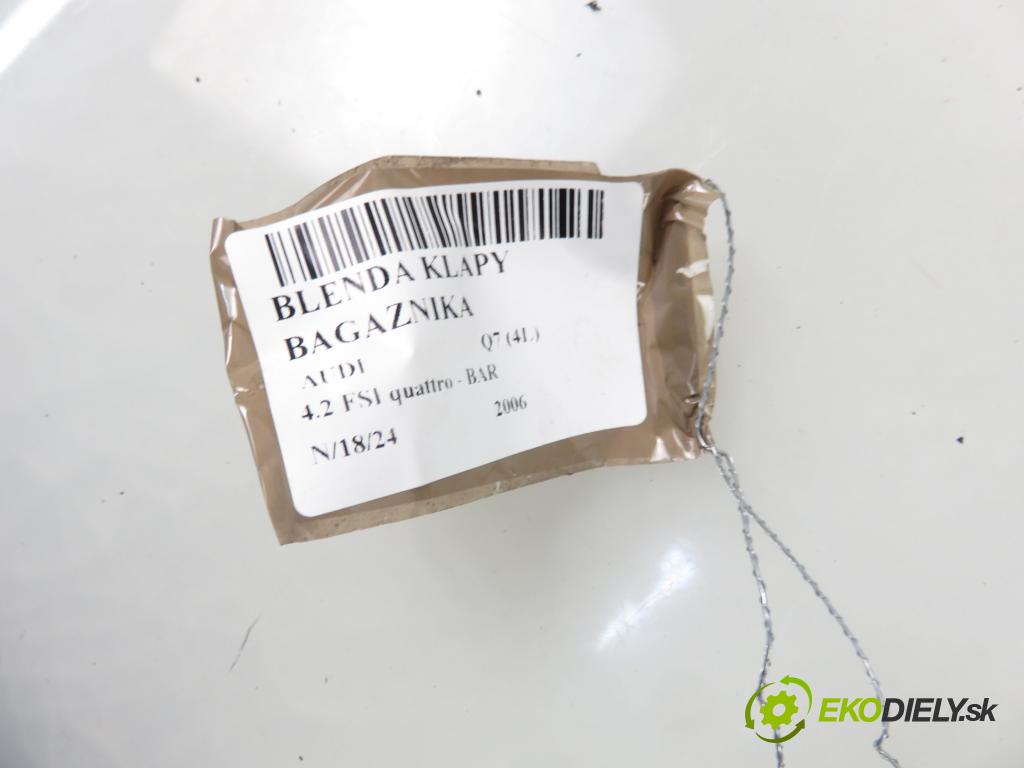 BLENDA KLAPY
BAGAZNIKA
AUDI Q7 (4L)
4.2 FSI quattro - BAR
N/18/24 2006
EKODIELY.sk